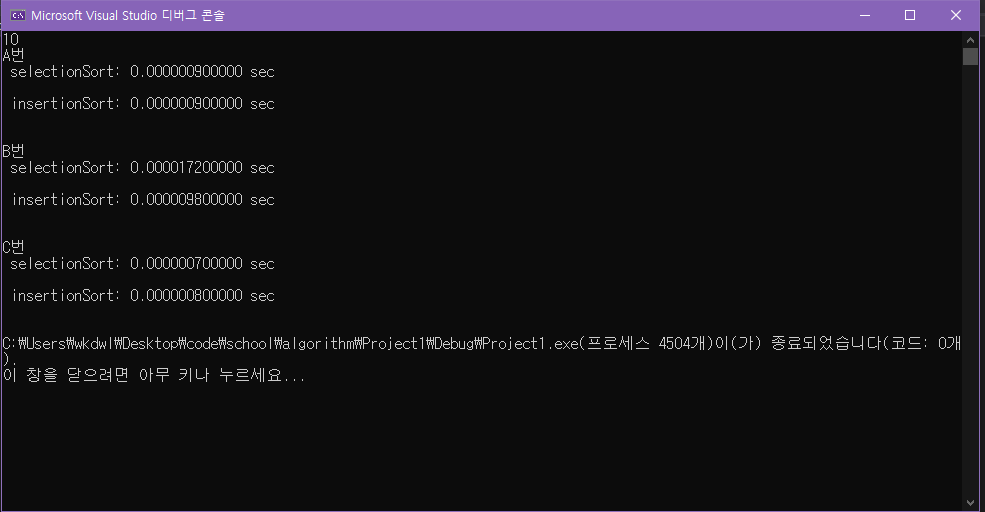 Microsoft Visual Studio 디버그 콘솔
10
A번
selectionSort: 0.000000900000 sec
insertionSort: 0.000000900000 sec
B번
selectionSort: 0.000017200000 sec
insertionSort: 0.000009800000 sec
C번
selectionSort: 0.000000700000 sec
insertionSort: 0.000000800000 sec
C:₩Users₩wkdwl₩Desktop₩code₩school₩algorithm₩Project1₩Debug₩Project1.exe(프로세스 4504개)이(가) 종료되었습니다(코드: 0개
).
이 창을 닫으려면 아무 키나 누르세요...